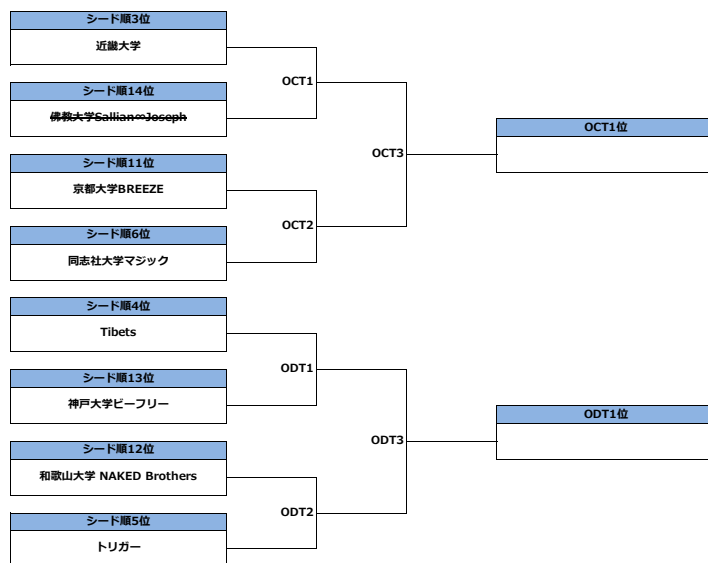 シード順3位
近畿大学
OCT1
シード順14位
佛教大学Sallian∞Joseph
OCT3
OCT1位
シード順11位
京都大学BREEZE
OCT2
シード順6位
同志社大学マジック
シード順4位
Tibets
ODT1
シード順13位
神戸大学ビーフリー
ODT3
ODT1位
シード順12位
和歌山大学 NAKED Brothers
ODT2
シード順5位
トリガー